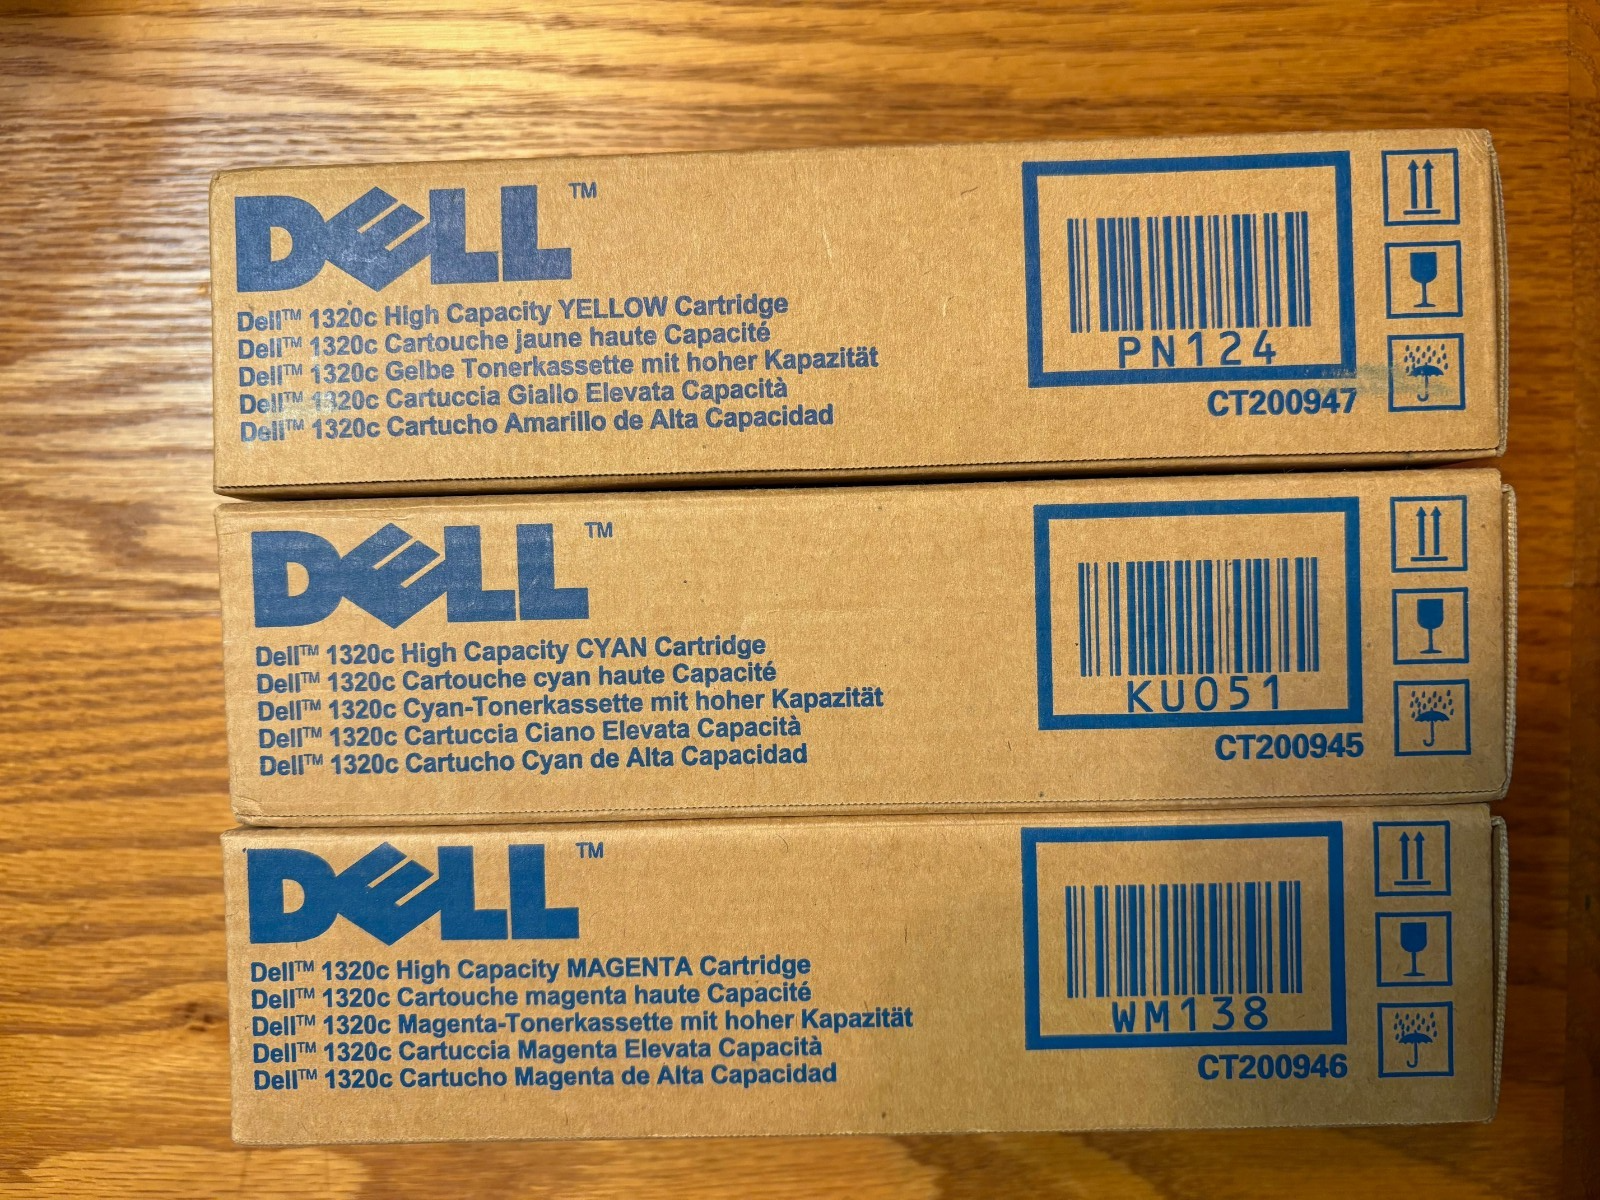 DELL™
Dell™ 1320c High Capacity YELLOW Cartridge
Dell™ 1320c Cartouche jaune haute Capacité
Dell™ 1320c Gelbe Tonerkassette mit hoher Kapazität
Dell™ 1320c Cartuccia Giallo Elevata Capacità
Dell™ 1320c Cartucho Amarillo de Alta Capacidad
PN124
CT200947
DELL™
Dell™ 1320c High Capacity CYAN Cartridge
Dell™ 1320c Cartouche cyan haute Capacité
Dell™ 1320c Cyan-Tonerkassette mit hoher Kapazität
Dell™ 1320c Cartuccia Ciano Elevata Capacità
Dell™ 1320c Cartucho Cyan de Alta Capacidad
KU051
CT200945
DELL™
Dell™ 1320c High Capacity MAGENTA Cartridge
Dell™ 1320c Cartouche magenta haute Capacité
Dell™ 1320c Magenta-Tonerkassette mit hoher Kapazität
Dell™ 1320c Cartuccia Magenta Elevata Capacità
Dell™ 1320c Cartucho Magenta de Alta Capacidad
WM138
CT200946